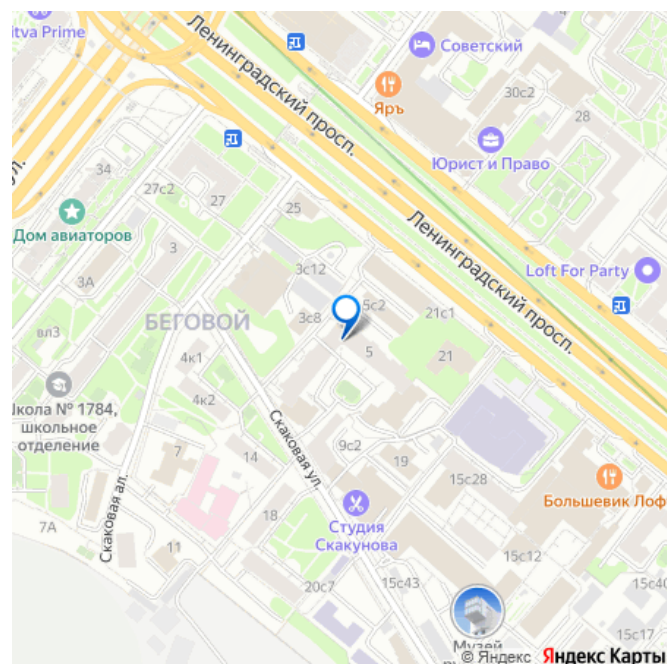 itva Prime
Советский
Ленинградский просп.
Яръ
30с2
28
Юрист и Право
ул.
34
27с2
27
25
Дом авиаторов
3
3А
3с12
Ленинградский просп.
Loft For Party
вл3
БЕГОВОЙ
3с8
5с2
21с1
5
21
4к1
Школа № 1784,
школьное
отделение
4к2
Скаковая ул.
7
14
9с2
19
15с28
Большевик Лоф
Скаковая ал.
18
Студия
Скакунова
7А
11
15с12
20с7
15с43
15с40
15с17
Музей
© Яндекс Яндекс Карты